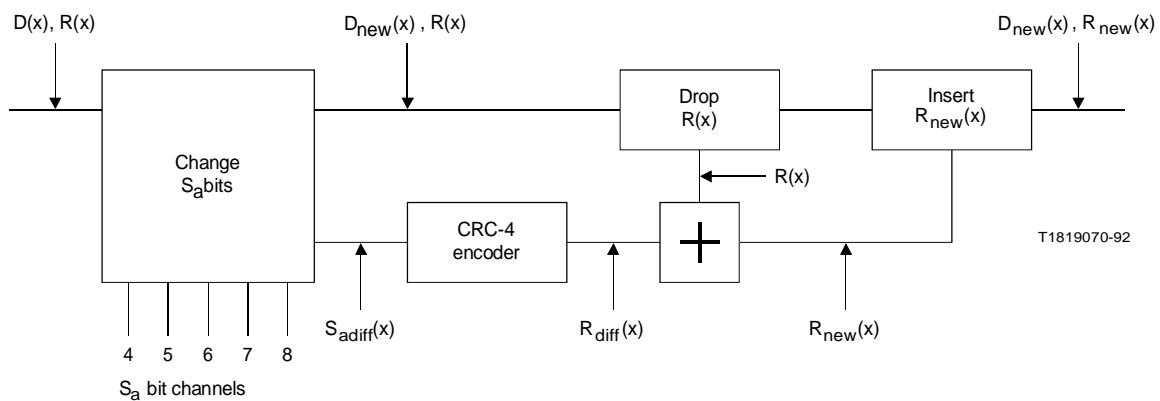 D(x), R(x)
Dnew(x) , R(x)
Dnew(x) , Rnew(x)
Change
Sabits
Drop
R(x)
Insert
Rnew(x)
R(x)
CRC-4
encoder
+
T1819070-92
Sadiff(x)
Rdiff(x)
Rnew(x)
4 5 6 7 8
Sa bit channels